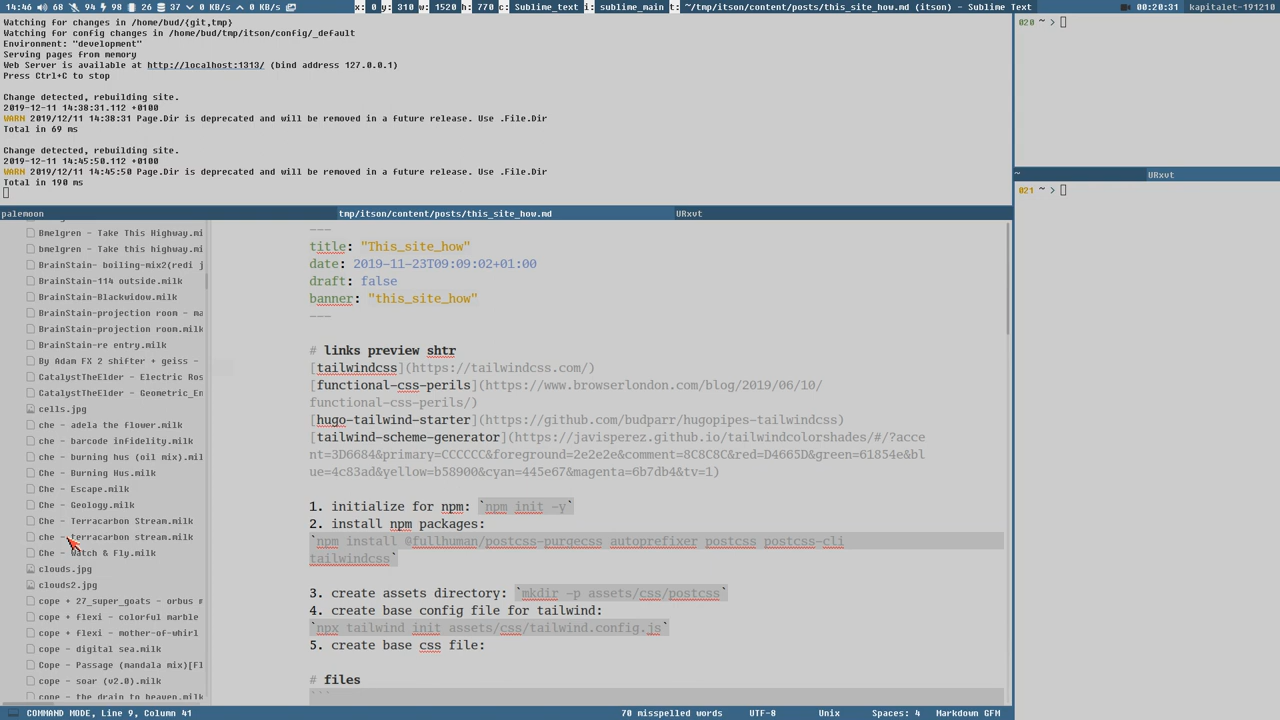 14:46 68 94 98 26 37 0 KB/s 0 KB/s x: 0 y: 310 w: 1520 h: 770 c: Sublime_text i: sublime_main t: ~/tmp/itson/content/posts/this_site_how.md (itson) - Sublime Text 00:20:31 kapitalet-191210
Watching for changes in /home/bud/{git,tmp}
Watching for config changes in /home/bud/tmp/itson/config/_default
Environment: "development"
Serving pages from memory
Web Server is available at http://localhost:1313/ (bind address 127.0.0.1)
Press Ctrl+C to stop
Change detected, rebuilding site.
2019-12-11 14:38:31.112 +0100
WARN 2019/12/11 14:38:31 Page.Dir is deprecated and will be removed in a future release. Use .File.Dir
Total in 69 ms
Change detected, rebuilding site.
2019-12-11 14:45:50.112 +0100
WARN 2019/12/11 14:45:50 Page.Dir is deprecated and will be removed in a future release. Use .File.Dir
Total in 190 ms
020 ~ >
~ URxvt
021 ~ >
palemoon tmp/itson/content/posts/this_site_how.md URxvt
Bmelgren - Take This Highway.mi
bmelgren - Take this highway.mi
BrainStain- boiling-mix2(redi j
BrainStain-114 outside.milk
BrainStain-Blackwidow.milk
BrainStain-projection room - ma
BrainStain-projection room.milk
BrainStain-re entry.milk
By Adam FX 2 shifter + geiss -
CatalystTheElder - Electric Ros
CatalystTheElder - Geometric_En
cells.jpg
che - adela the flower.milk
che - barcode infidelity.milk
che - burning hus (oil mix).mil
Che - Burning Hus.milk
Che - Escape.milk
Che - Geology.milk
Che - Terracarbon Stream.milk
che - terracarbon stream.milk
Che - Watch & Fly.milk
clouds.jpg
clouds2.jpg
cope + 27_super_goats - orbus m
cope + flexi - colorful marble
cope + flexi - mother-of-whirl
cope - digital sea.milk
Cope - Passage (mandala mix)[Fl
cope - soar (v2.0).milk
cope - the drain to heaven.milk
---
title: "This_site_how"
date: 2019-11-23T09:09:02+01:00
draft: false
banner: "this_site_how"
---
# links preview shtr
[tailwindcss](https://tailwindcss.com/)
[functional-css-perils](https://www.browserlondon.com/blog/2019/06/10/
functional-css-perils/)
[hugo-tailwind-starter](https://github.com/budparr/hugopipes-tailwindcss)
[tailwind-scheme-generator](https://javisperez.github.io/tailwindcolorshades/#/?acce
nt=3D6684&primary=CCCCCC&foreground=2e2e2e&comment=8C8C8C&red=D4665D&green=61854e&bl
ue=4c83ad&yellow=b58900&cyan=445e67&magenta=6b7db4&tv=1)
1. initialize for npm: `npm init -y`
2. install npm packages:
`npm install @fullhuman/postcss-purgecss autoprefixer postcss postcss-cli
tailwindcss`
3. create assets directory: `mkdir -p assets/css/postcss`
4. create base config file for tailwind:
`npx tailwind init assets/css/tailwind.config.js`
5. create base css file:
# files
```
COMMAND MODE, Line 9, Column 41 70 misspelled words UTF-8 Unix Spaces: 4 Markdown GFM